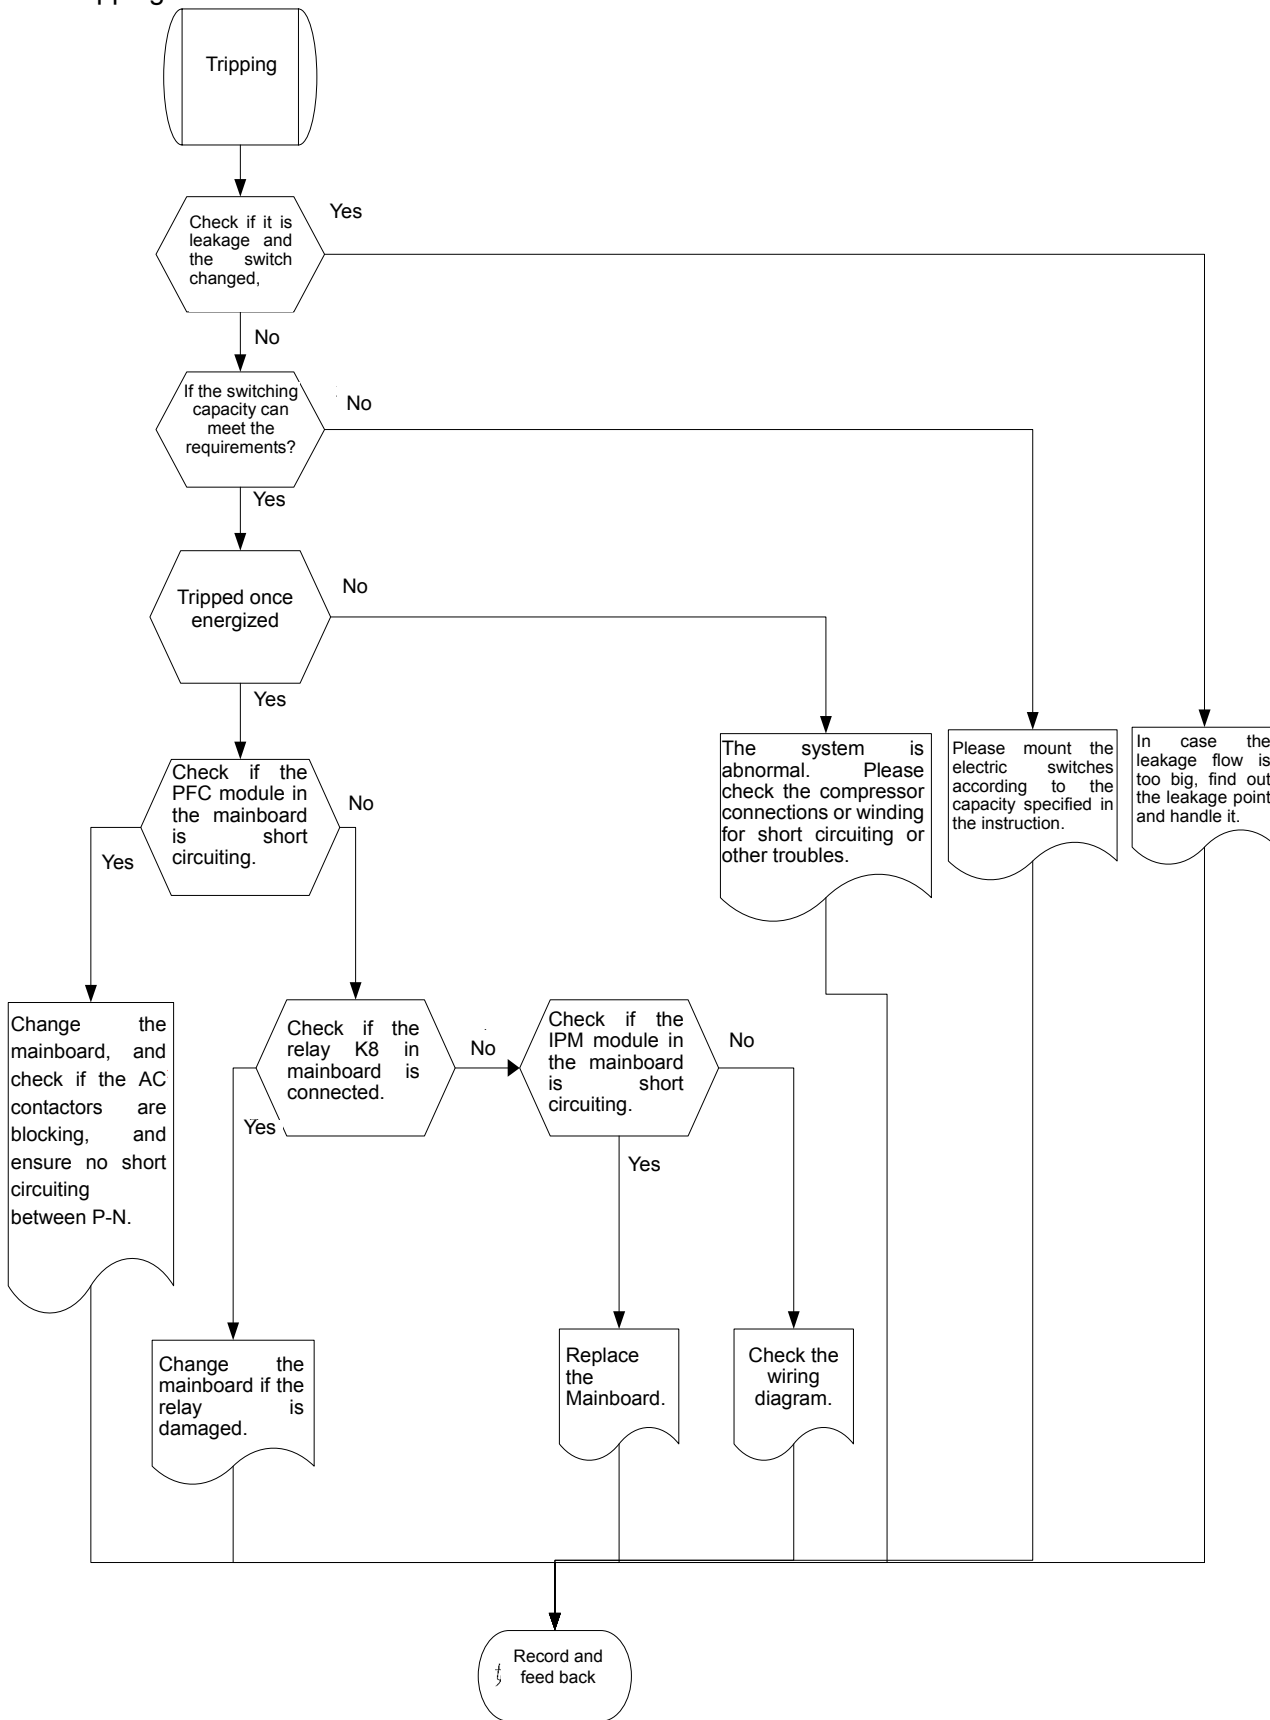 Tripping
Check if it is
leakage and
the switch
changed,
Yes
No
If the switching
capacity can
meet the
requirements?
No
Yes
Tripped once
energized
No
Yes
Check if the
PFC module in
the mainboard
is short
circuiting.
No
Yes
The system is
abnormal. Please
check the compressor
connections or winding
for short circuiting or
other troubles.
Please mount the
electric switches
according to the
capacity specified in
the instruction.
In case the
leakage flow is
too big, find out
the leakage point
and handle it.
Change the
mainboard, and
check if the AC
contactors are
blocking, and
ensure no short
circuiting
between P-N.
Check if the
relay K8 in
mainboard is
connected.
No
Yes
Check if the
IPM module in
the mainboard
is short
circuiting.
No
Yes
Change the
mainboard if the
relay is
damaged.
Replace
the
Mainboard.
Check the
wiring
diagram.
Record and
feed back